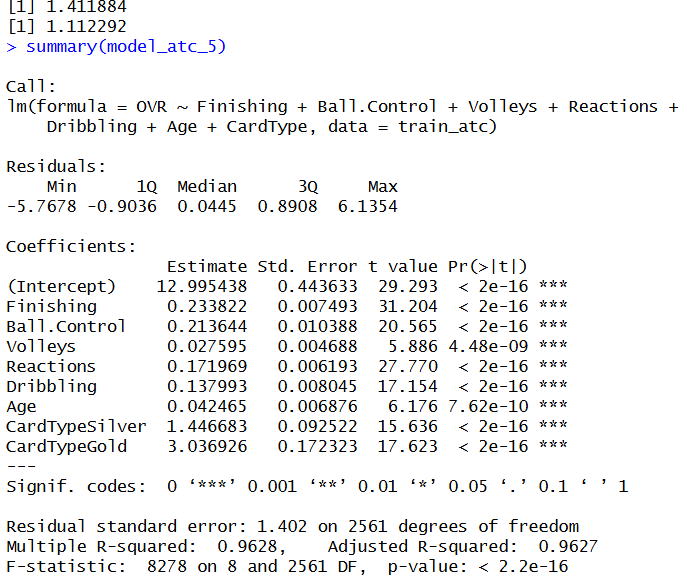 [1] 1.411884
[1] 1.112292
> summary(model_atc_5)
Call:
lm(formula = OVR ~ Finishing + Ball.Control + Volleys + Reactions +
    Dribbling + Age + CardType, data = train_atc)
Residuals:
    Min      1Q  Median      3Q     Max
-5.7678 -0.9036  0.0445  0.8908  6.1354
Coefficients:
                Estimate Std. Error t value Pr(>|t|)
(Intercept)    12.995438   0.443633  29.293  < 2e-16 ***
Finishing       0.233822   0.007493  31.204  < 2e-16 ***
Ball.Control    0.213644   0.010388  20.565  < 2e-16 ***
Volleys         0.027595   0.004688   5.886 4.48e-09 ***
Reactions       0.171969   0.006193  27.770  < 2e-16 ***
Dribbling       0.137993   0.008045  17.154  < 2e-16 ***
Age             0.042465   0.006876   6.176 7.62e-10 ***
CardTypeSilver  1.446683   0.092522  15.636  < 2e-16 ***
CardTypeGold    3.036926   0.172323  17.623  < 2e-16 ***
---
Signif. codes:  0 ‘***’ 0.001 ‘**’ 0.01 ‘*’ 0.05 ‘.’ 0.1 ‘ ’ 1
Residual standard error: 1.402 on 2561 degrees of freedom
Multiple R-squared:  0.9628,    Adjusted R-squared:  0.9627
F-statistic:  8278 on 8 and 2561 DF,  p-value: < 2.2e-16